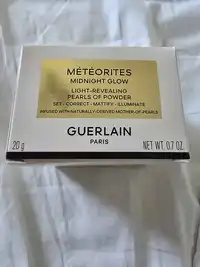 MÉTÉORITES
MIDNIGHT GLOW
LIGHT-REVEALING
PEARLS OF POWDER
SET - CORRECT - MATTIFY - ILLUMINATE
INFUSED WITH NATURALLY-DERIVED MOTHER-OF-PEARLS
GUERLAIN
PARIS
20 g
NET WT. 0.7 OZ.